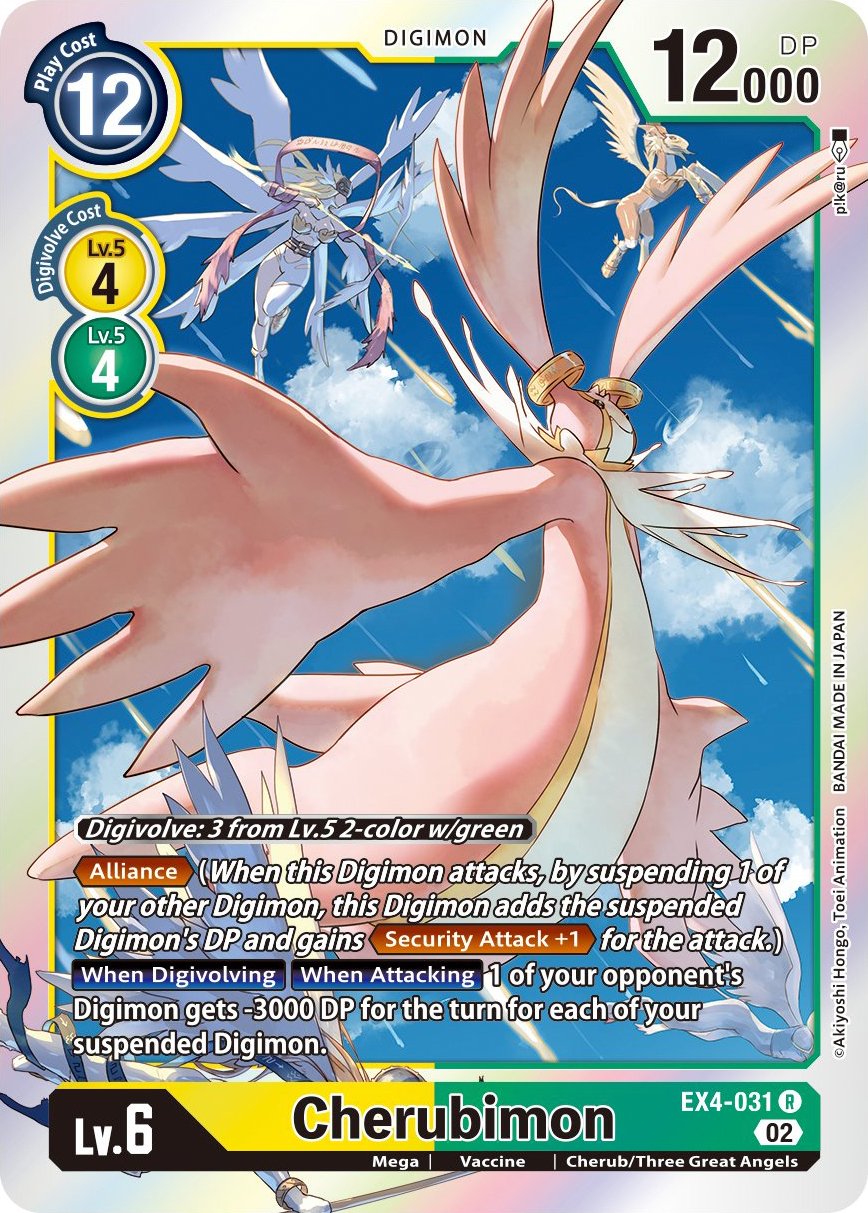 Play Cost
12
DIGIMON
12000
DP
Digivolve Cost
Lv.5
4
Lv.5
4
p!k@ru
Digivolve: 3 from Lv.5 2-color w/green
Alliance (When this Digimon attacks, by suspending 1 of
your other Digimon, this Digimon adds the suspended
Digimon's DP and gains Security Attack +1 for the attack.)
When Digivolving When Attacking 1 of your opponent's
Digimon gets -3000 DP for the turn for each of your
suspended Digimon.
©Akiyoshi Hongo, Toei Animation BANDAI MADE IN JAPAN
Lv.6
Cherubimon
EX4-031 R
02
Mega | Vaccine | Cherub/Three Great Angels